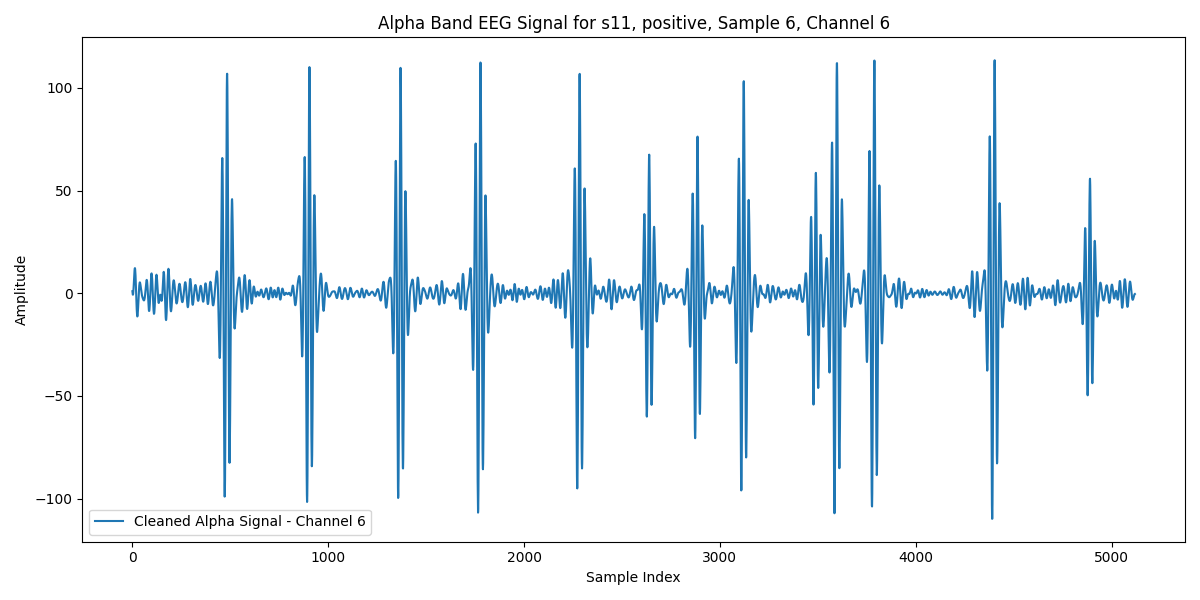 Alpha Band EEG Signal for s11, positive, Sample 6, Channel 6
Amplitude
100
50
0
−50
−100
Cleaned Alpha Signal - Channel 6
0 1000 2000 3000 4000 5000
Sample Index